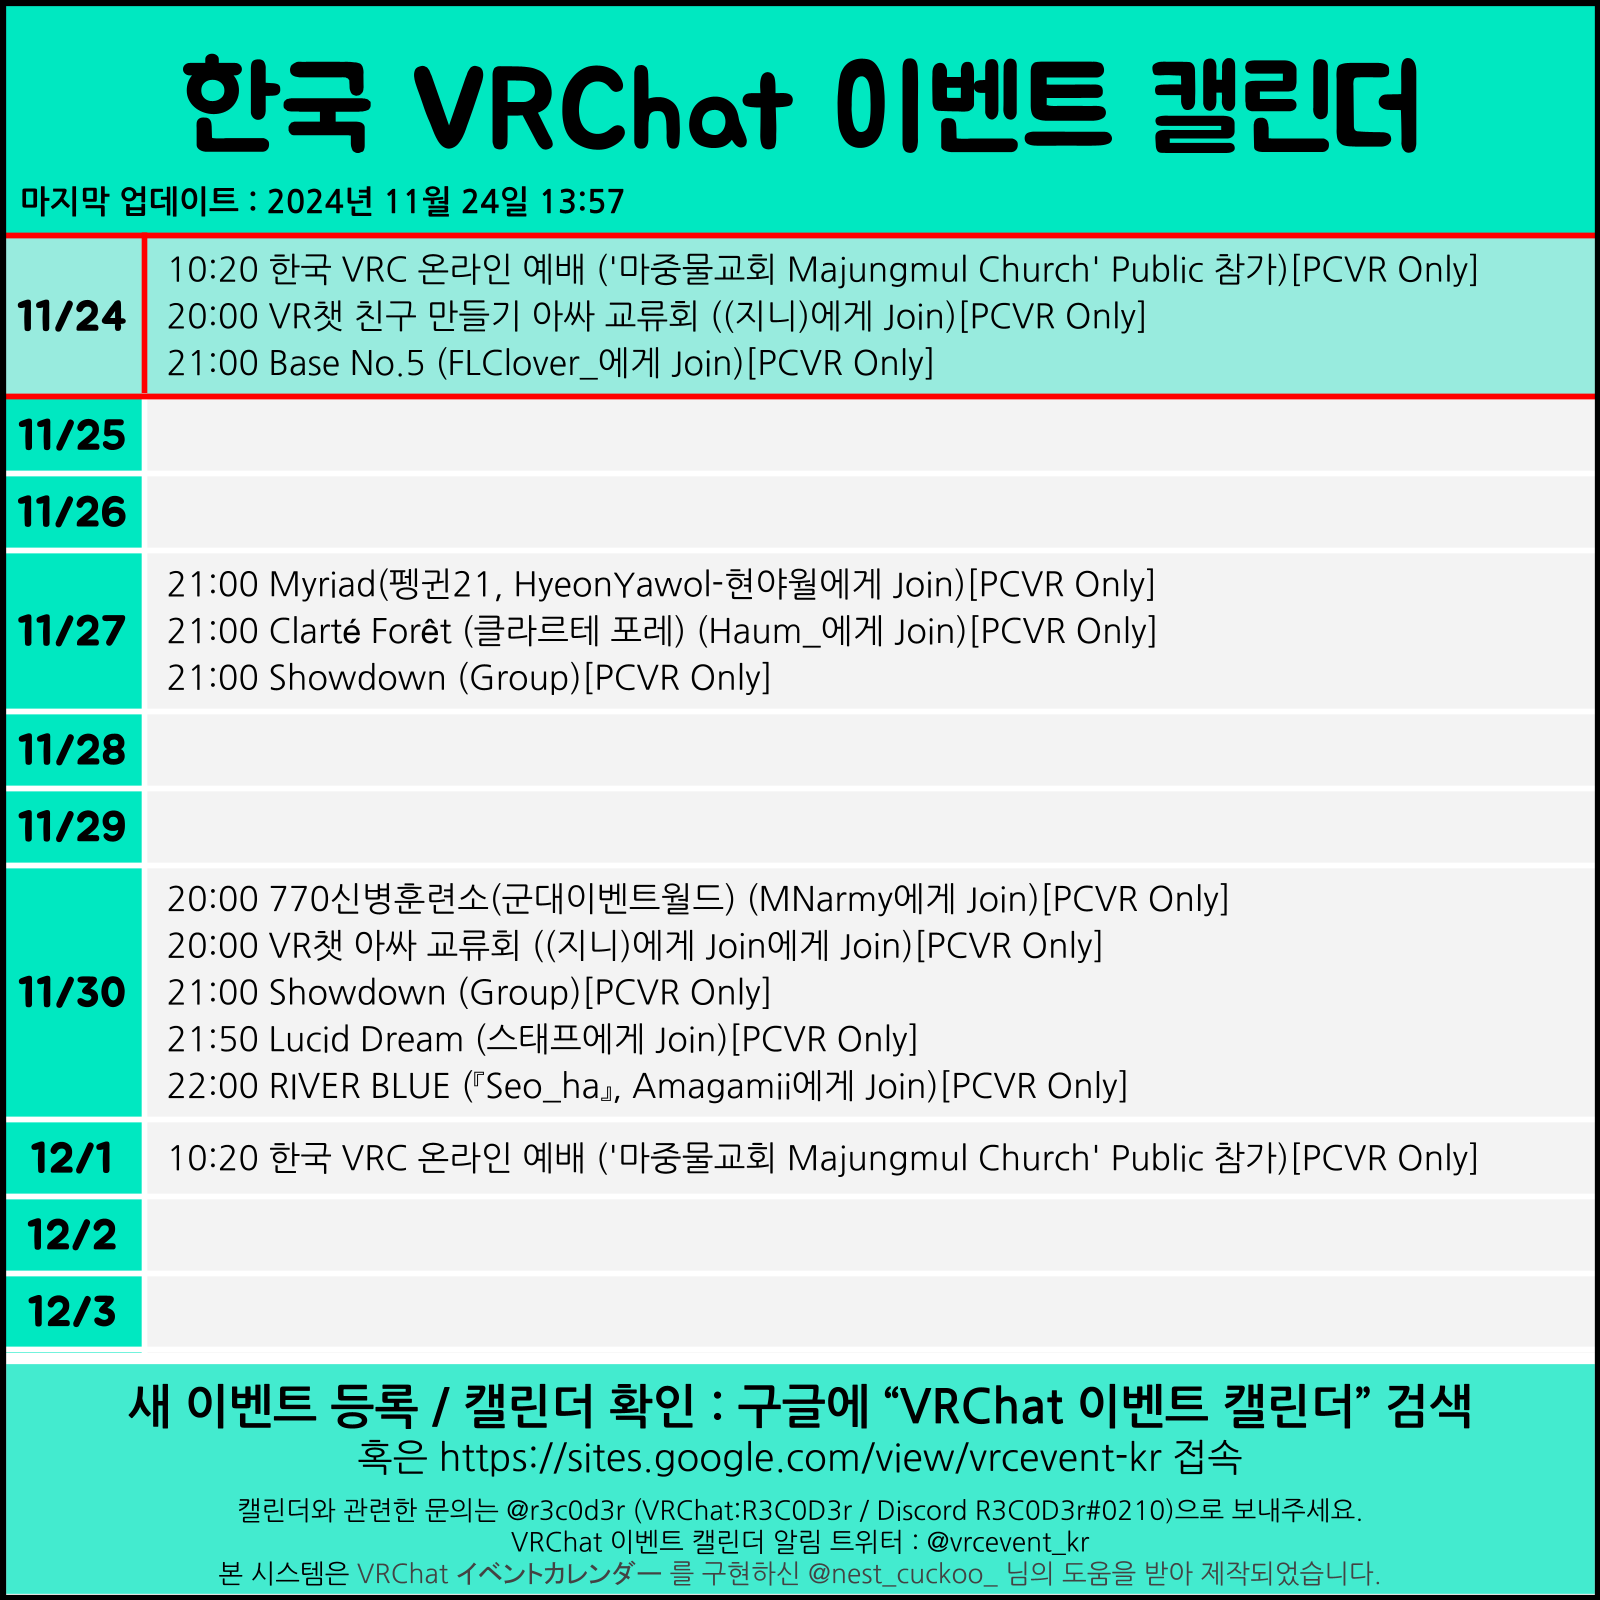 한국 VRChat 이벤트 캘린더
마지막 업데이트 : 2024년 11월 24일 13:57
11/24
10:20 한국 VRC 온라인 예배 ('마중물교회 Majungmul Church' Public 참가)[PCVR Only]
20:00 VR챗 친구 만들기 아싸 교류회 ((지니)에게 Join)[PCVR Only]
21:00 Base No.5 (FLClover_에게 Join)[PCVR Only]
11/25
11/26
11/27
21:00 Myriad(펭귄21, HyeonYawol-현야월에게 Join)[PCVR Only]
21:00 Clarté Forêt (클라르테 포레) (Haum_에게 Join)[PCVR Only]
21:00 Showdown (Group)[PCVR Only]
11/28
11/29
11/30
20:00 770신병훈련소(군대이벤트월드) (MNarmy에게 Join)[PCVR Only]
20:00 VR챗 아싸 교류회 ((지니)에게 Join에게 Join)[PCVR Only]
21:00 Showdown (Group)[PCVR Only]
21:50 Lucid Dream (스태프에게 Join)[PCVR Only]
22:00 RIVER BLUE (『Seo_ha』, Amagamii에게 Join)[PCVR Only]
12/1
10:20 한국 VRC 온라인 예배 ('마중물교회 Majungmul Church' Public 참가)[PCVR Only]
12/2
12/3
새 이벤트 등록 / 캘린더 확인 : 구글에 “VRChat 이벤트 캘린더” 검색
혹은 https://sites.google.com/view/vrcevent-kr 접속
캘린더와 관련한 문의는 @r3c0d3r (VRChat:R3C0D3r / Discord R3C0D3r#0210)으로 보내주세요.
VRChat 이벤트 캘린더 알림 트위터 : @vrcevent_kr
본 시스템은 VRChat イベントカレンダー 를 구현하신 @nest_cuckoo_ 님의 도움을 받아 제작되었습니다.